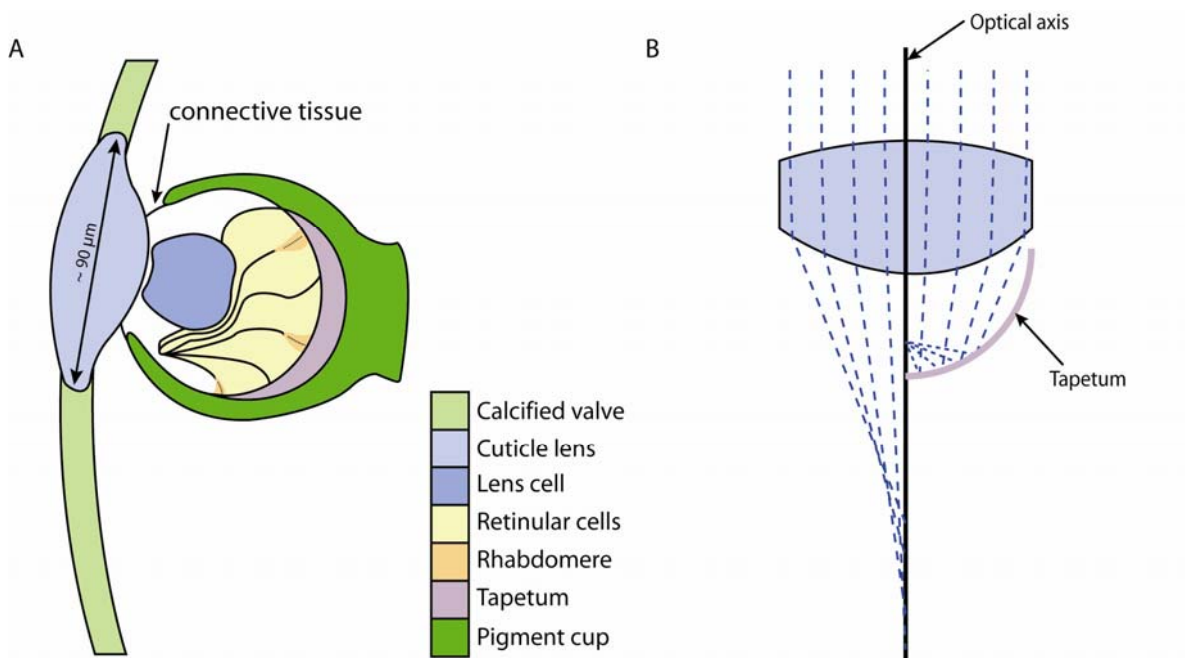 A
connective tissue
~ 90 µm
Calcified valve
Cuticle lens
Lens cell
Retinular cells
Rhabdomere
Tapetum
Pigment cup
B
Optical axis
Tapetum